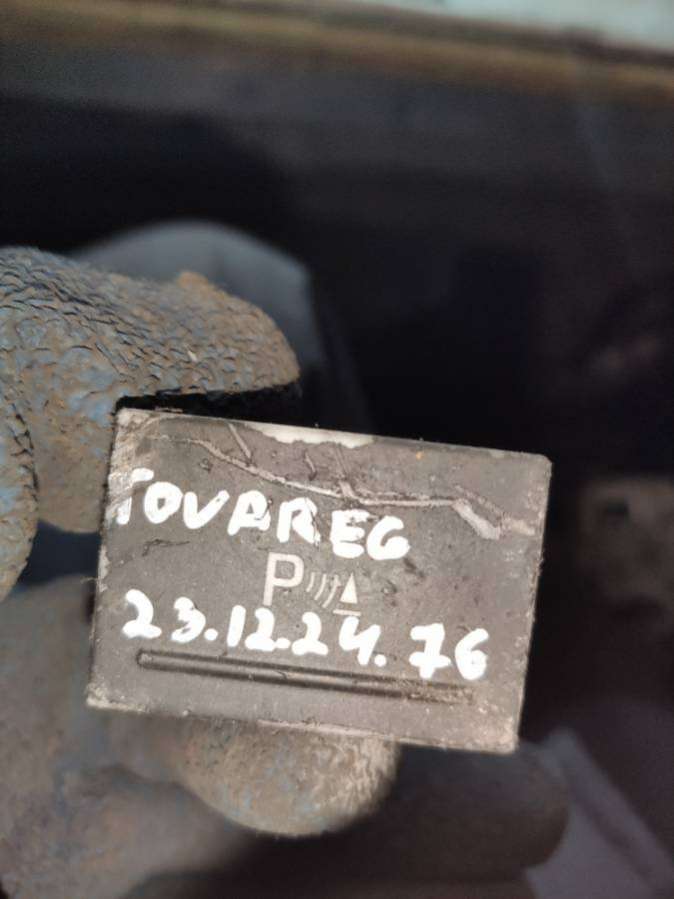 TOVAREG
P
23.12.24. 76